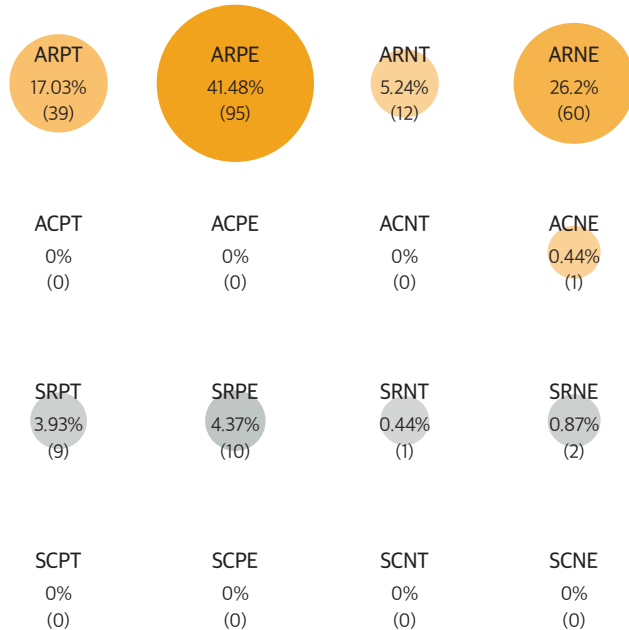 ARPT ARPE ARNT ARNE
17.03% 41.48% 5.24% 26.2%
(39) (95) (12) (60)
ACPT ACPE ACNT ACNE
0% 0% 0% 0.44%
(0) (0) (0) (1)
SRPT SRPE SRNT SRNE
3.93% 4.37% 0.44% 0.87%
(9) (10) (1) (2)
SCPT SCPE SCNT SCNE
0% 0% 0% 0%
(0) (0) (0) (0)